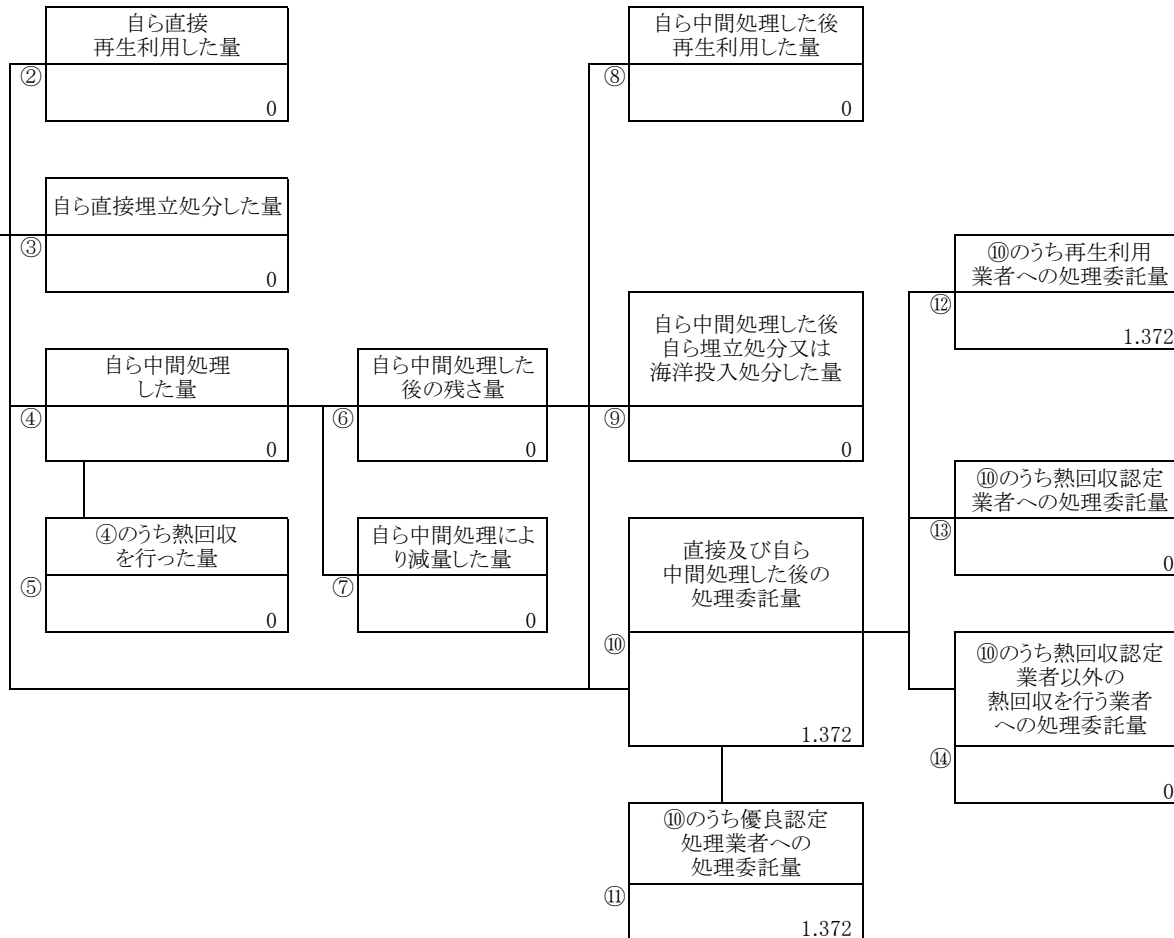 自ら直接
再生利用した量
②
0
自ら中間処理した後
再生利用した量
⑧
0
自ら直接埋立処分した量
③
0
⑩のうち再生利用
業者への処理委託量
⑫
1.372
自ら中間処理した後
自ら埋立処分又は
海洋投入処分した量
⑨
0
自ら中間処理
した量
④
0
自ら中間処理した
後の残さ量
⑥
0
⑩のうち熱回収認定
業者への処理委託量
⑬
0
④のうち熱回収
を行った量
⑤
0
自ら中間処理によ
り減量した量
⑦
0
直接及び自ら
中間処理した後の
処理委託量
⑩
1.372
⑩のうち熱回収認定
業者以外の
熱回収を行う業者
への処理委託量
⑭
0
⑩のうち優良認定
処理業者への
処理委託量
⑪
1.372